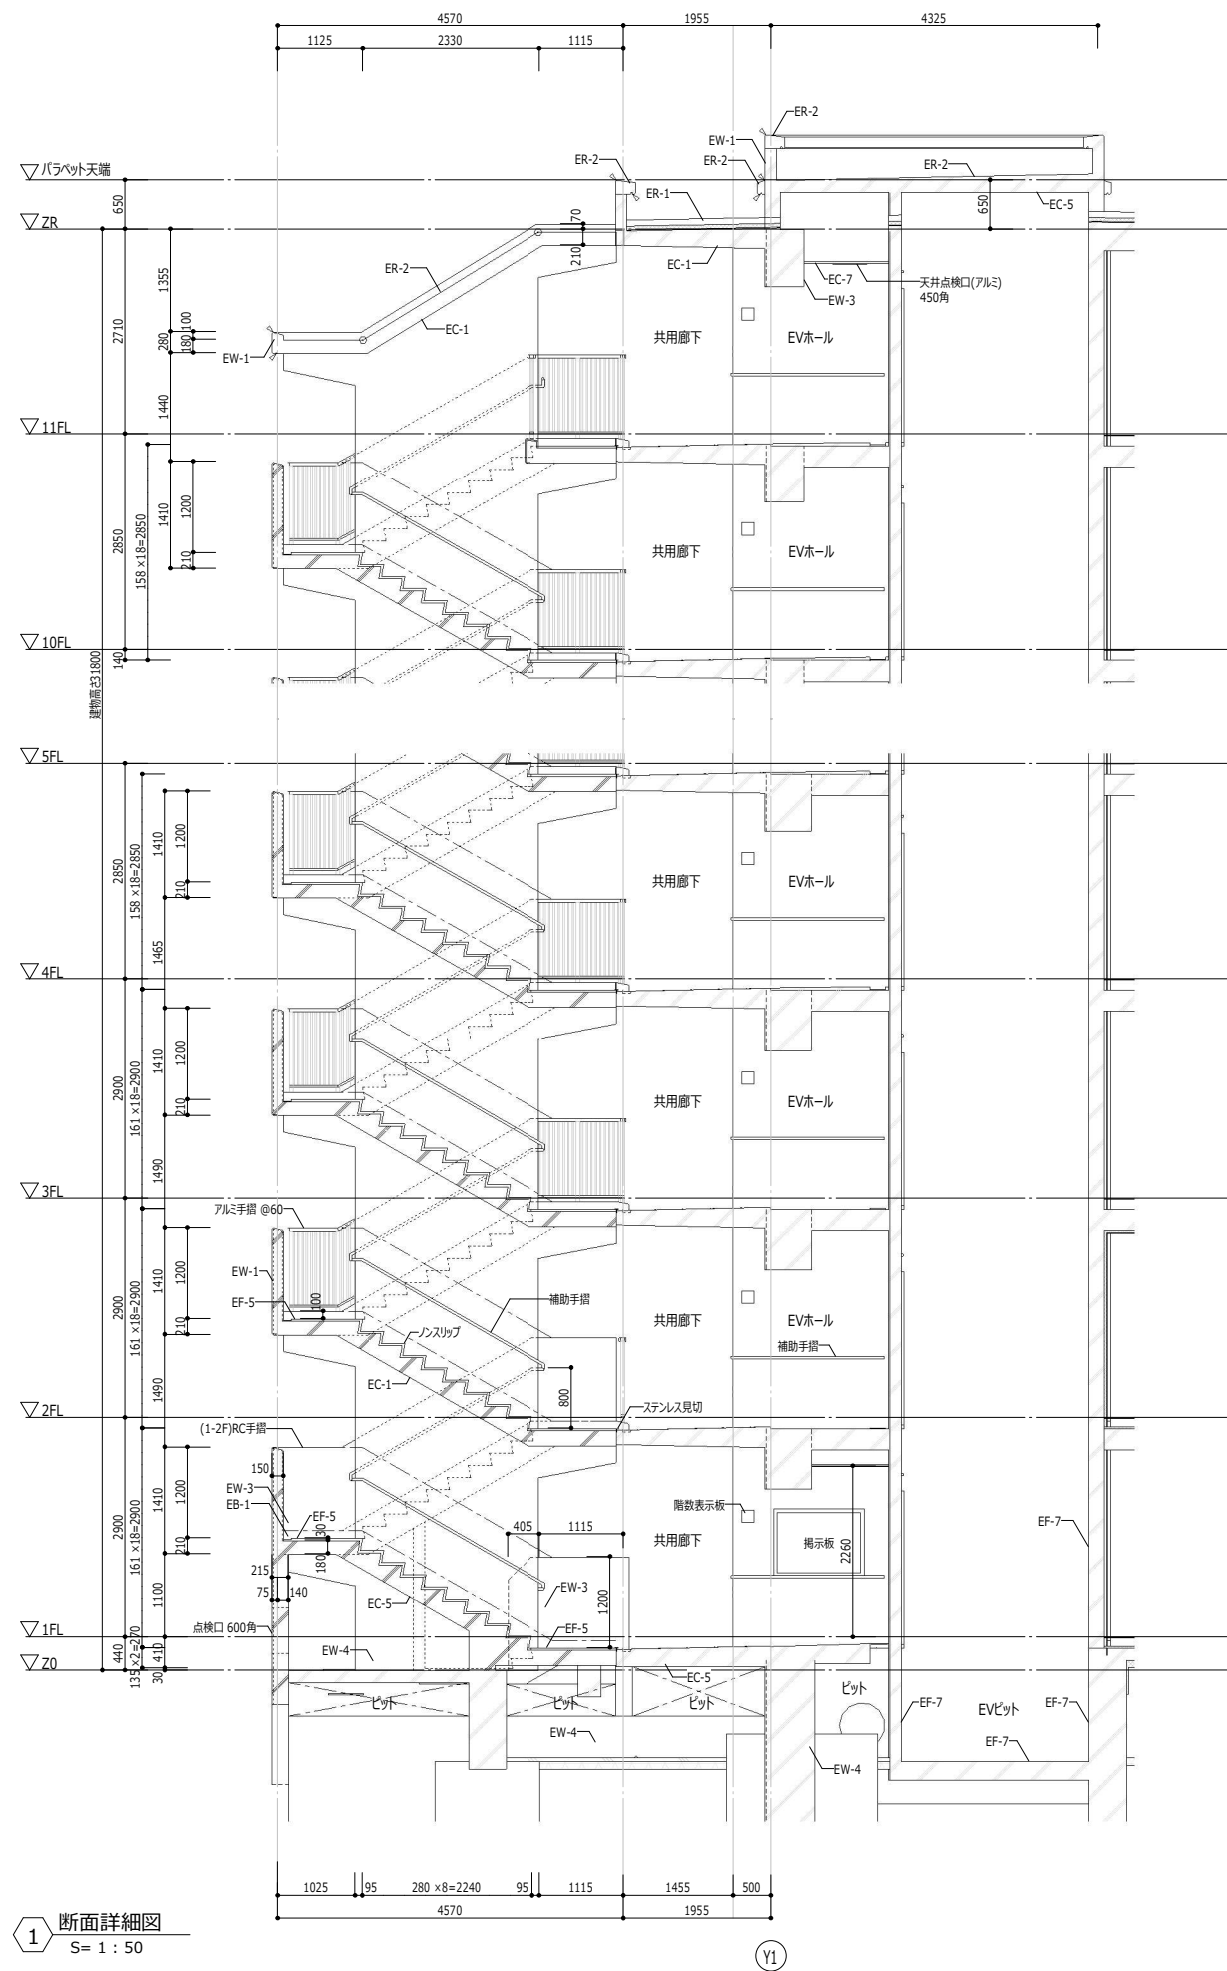 4570
1955
4325
1125
2330
1115
ER-2
EW-1
ER-2
ER-2
ER-2
パラペット天端
650
ER-1
650
EC-5
ZR
70
210
EC-1
EC-7
天井点検口(アルミ)
450角
EW-3
ER-2
EC-1
1355
2710
100
280
180
EW-1
共用廊下
EVホール
1440
11FL
1200
1410
2850
158 ×18=2850
210
共用廊下
EVホール
10FL
140
建物高さ31800
5FL
1410
1200
2850
158 ×18=2850
210
共用廊下
EVホール
1465
4FL
1410
1200
2900
161 ×18=2900
210
共用廊下
EVホール
1490
3FL
アルミ手摺 @60
EW-1
EF-5
100
1410
1200
2900
161 ×18=2900
210
補助手摺
ノンスリップ
EC-1
共用廊下
EVホール
補助手摺
1490
800
2FL
ステンレス見切
(1-2F)RC手摺
150
EW-3
EB-1
EF-5
30
180
1410
1200
2900
161 ×18=2900
210
階数表示板
共用廊下
掲示板
2260
EF-7
405
1115
215
75
140
1100
EC-5
EW-3
1200
点検口 600角
1FL
EF-5
440
135 ×2=270
410
30
EW-4
Z0
EC-5
ピット
ピット
ピット
ピット
EW-4
EW-4
EF-7
EVピット
EF-7
EF-7
1025
95
280 ×8=2240
95
1115
1455
500
4570
1955
1
断面詳細図
S= 1 : 50
Y1